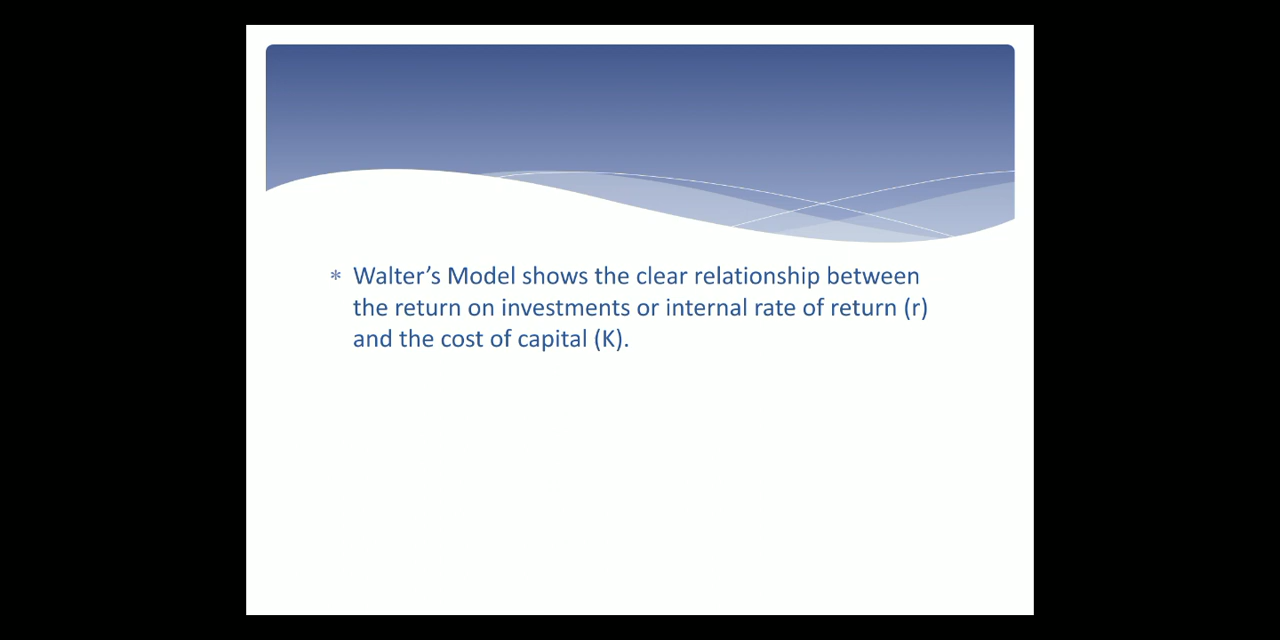 * Walter’s Model shows the clear relationship between
the return on investments or internal rate of return (r)
and the cost of capital (K).